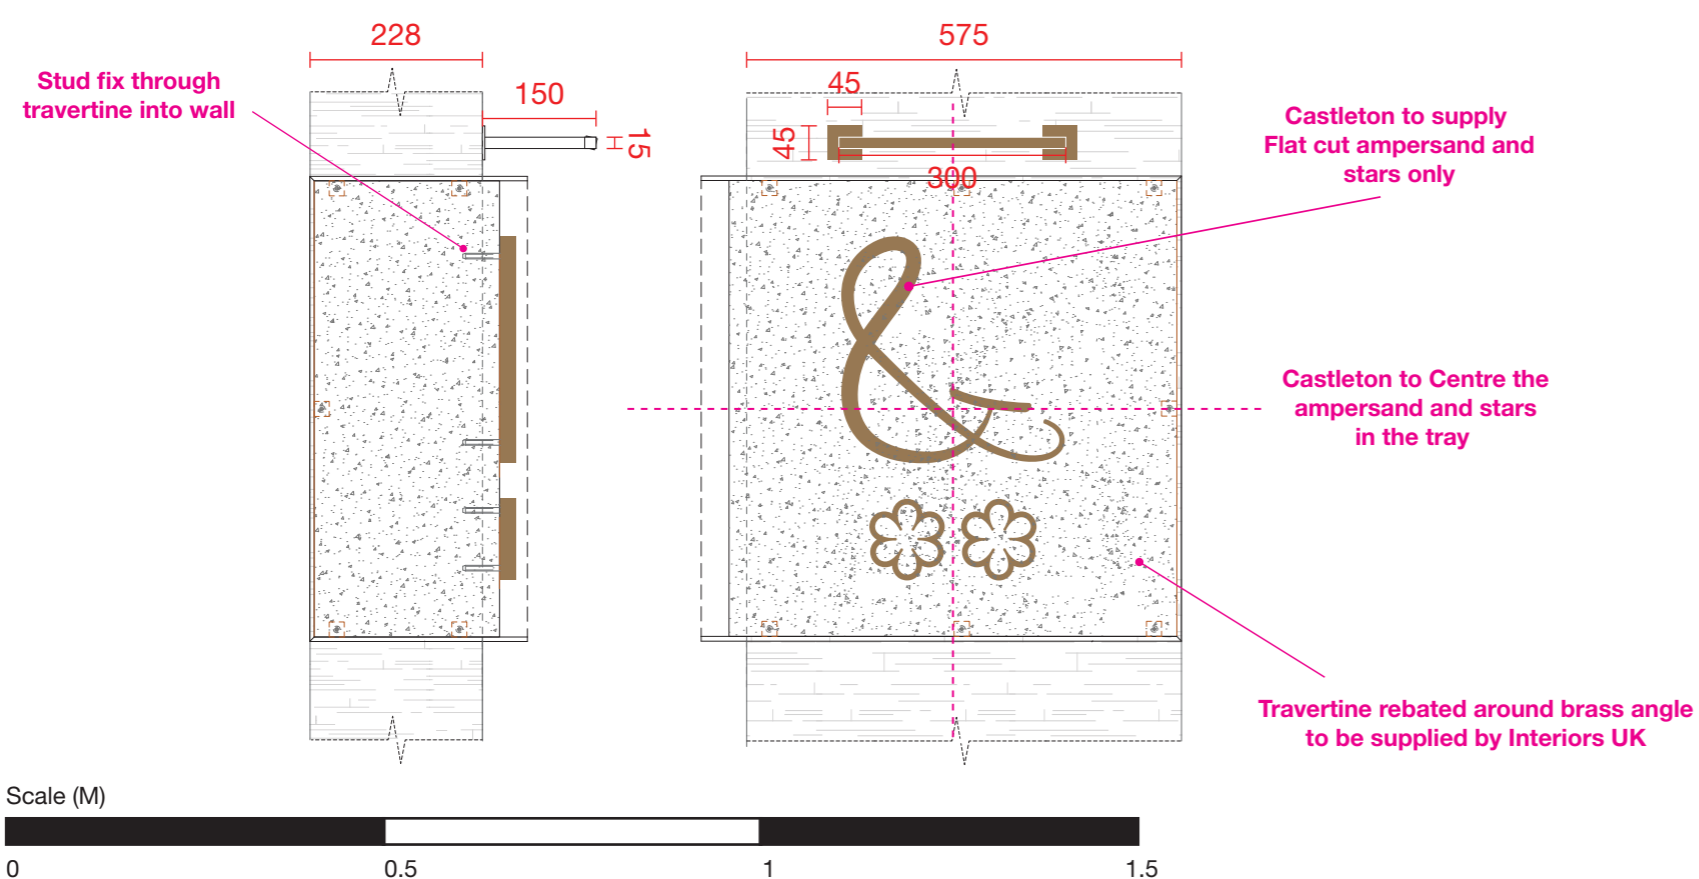 228
575
Stud fix through
travertine into wall
150
15
45
45
300
Castleton to supply
Flat cut ampersand and
stars only
&
Castleton to Centre the
ampersand and stars
in the tray
Travertine rebated around brass angle
to be supplied by Interiors UK
Scale (M)
0
0.5
1
1.5